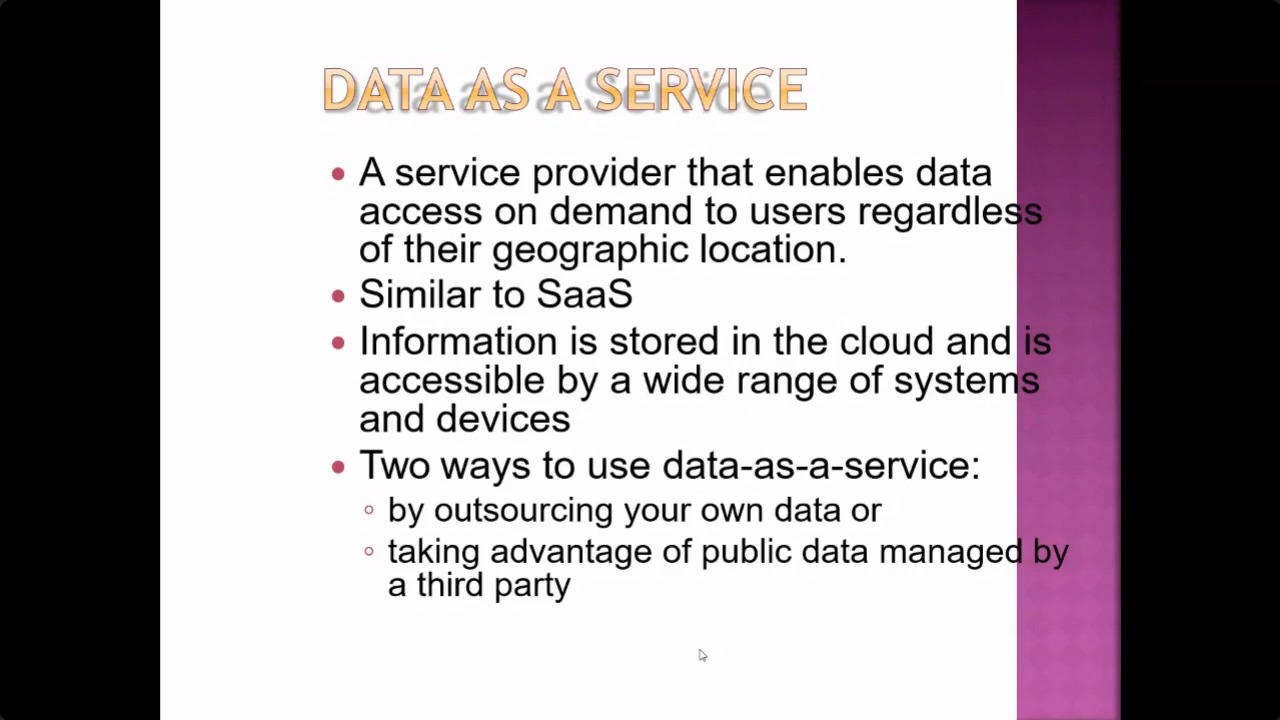 DATA AS A SERVICE
• A service provider that enables data
access on demand to users regardless
of their geographic location.
• Similar to SaaS
• Information is stored in the cloud and is
accessible by a wide range of systems
and devices
• Two ways to use data-as-a-service:
◦ by outsourcing your own data or
◦ taking advantage of public data managed by
a third party